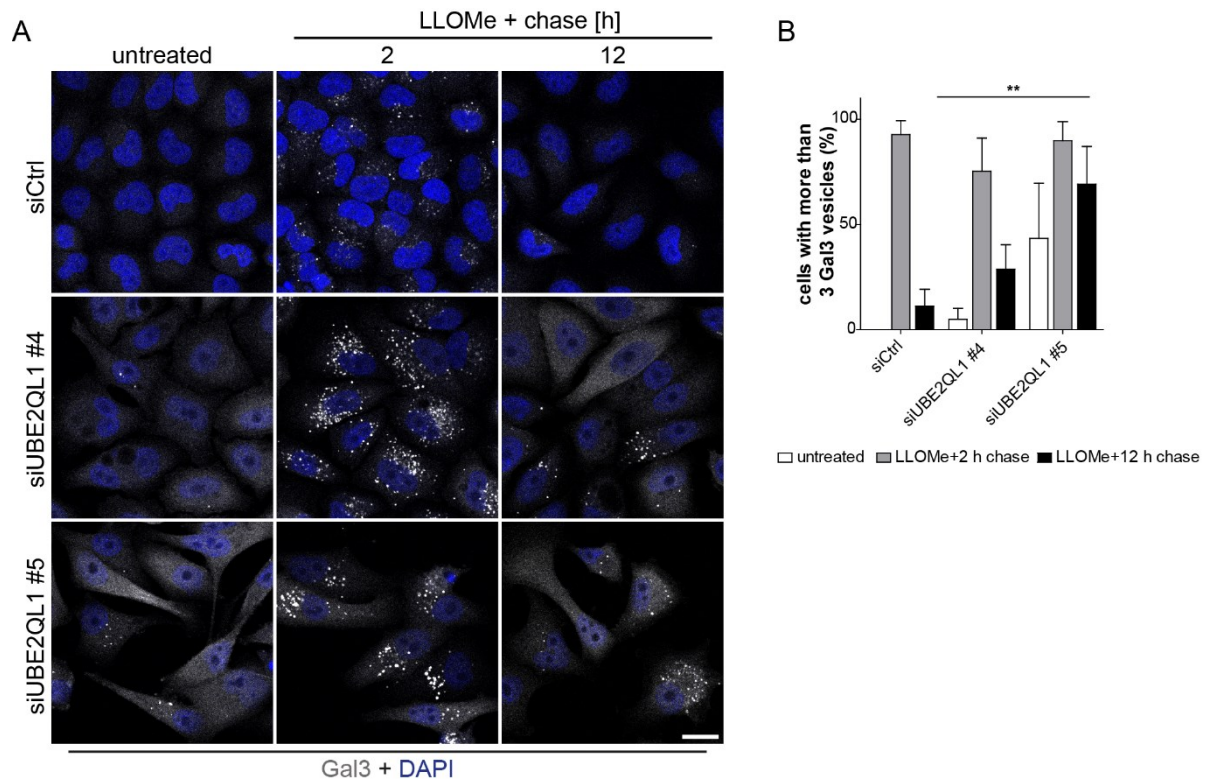 A
LLOMe + chase [h]
untreated
2
12
siCtrl
siUBE2QL1 #4
siUBE2QL1 #5
Gal3 + DAPI
B
**
cells with more than
3 Gal3 vesicles (%)
100
50
0
siCtrl
siUBE2QL1 #4
siUBE2QL1 #5
untreated
LLOMe+2 h chase
LLOMe+12 h chase